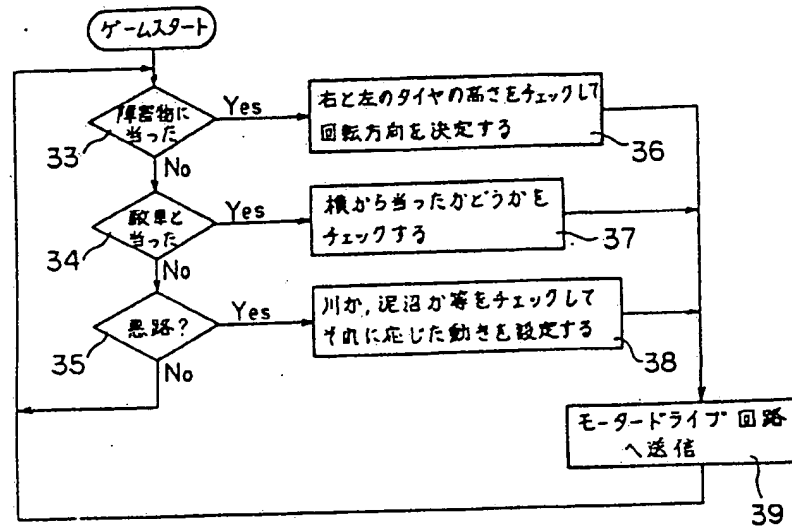 ゲームスタート
障害物に
当った
33
Yes
No
右と左のタイヤの高さをチェックして
回転方向を決定する
36
敵車と
当った
34
Yes
No
横から当ったかどうかを
チェックする
37
悪路?
35
Yes
No
川か,泥沼か等をチェックして
それに応じた動きを設定する
38
モータードライブ回路
へ送信
39